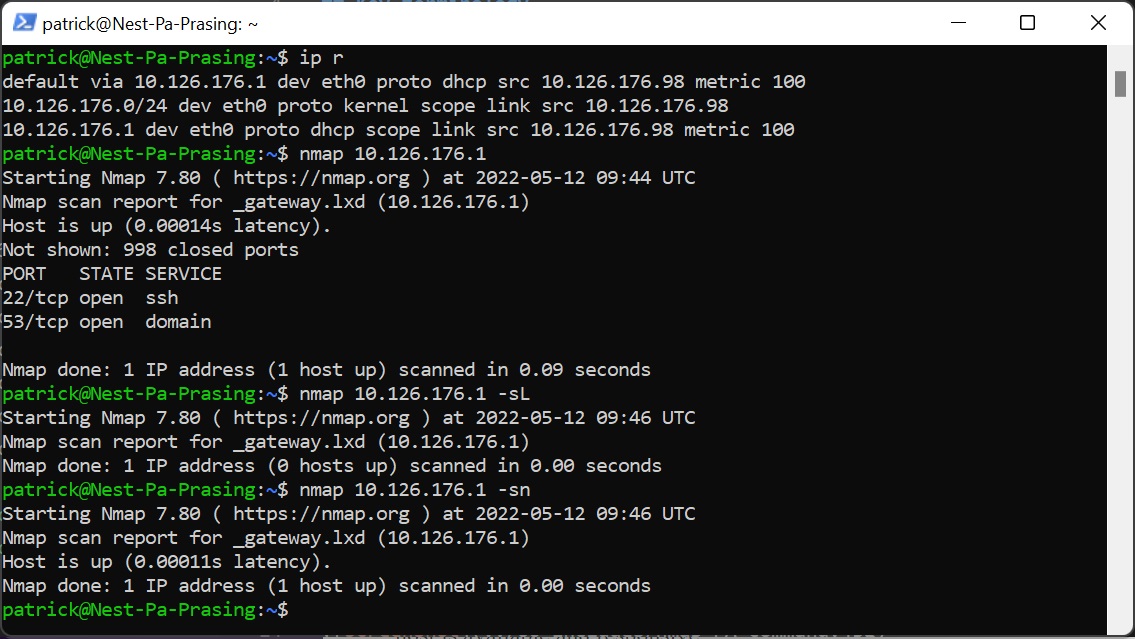 patrick@Nest-Pa-Prasing: ~
patrick@Nest-Pa-Prasing:~$ ip r
default via 10.126.176.1 dev eth0 proto dhcp src 10.126.176.98 metric 100
10.126.176.0/24 dev eth0 proto kernel scope link src 10.126.176.98
10.126.176.1 dev eth0 proto dhcp scope link src 10.126.176.98 metric 100
patrick@Nest-Pa-Prasing:~$ nmap 10.126.176.1
Starting Nmap 7.80 ( https://nmap.org ) at 2022-05-12 09:44 UTC
Nmap scan report for _gateway.lxd (10.126.176.1)
Host is up (0.00014s latency).
Not shown: 998 closed ports
PORT   STATE SERVICE
22/tcp open  ssh
53/tcp open  domain

Nmap done: 1 IP address (1 host up) scanned in 0.09 seconds
patrick@Nest-Pa-Prasing:~$ nmap 10.126.176.1 -sL
Starting Nmap 7.80 ( https://nmap.org ) at 2022-05-12 09:46 UTC
Nmap scan report for _gateway.lxd (10.126.176.1)
Nmap done: 1 IP address (0 hosts up) scanned in 0.00 seconds
patrick@Nest-Pa-Prasing:~$ nmap 10.126.176.1 -sn
Starting Nmap 7.80 ( https://nmap.org ) at 2022-05-12 09:46 UTC
Nmap scan report for _gateway.lxd (10.126.176.1)
Host is up (0.00011s latency).
Nmap done: 1 IP address (1 host up) scanned in 0.00 seconds
patrick@Nest-Pa-Prasing:~$